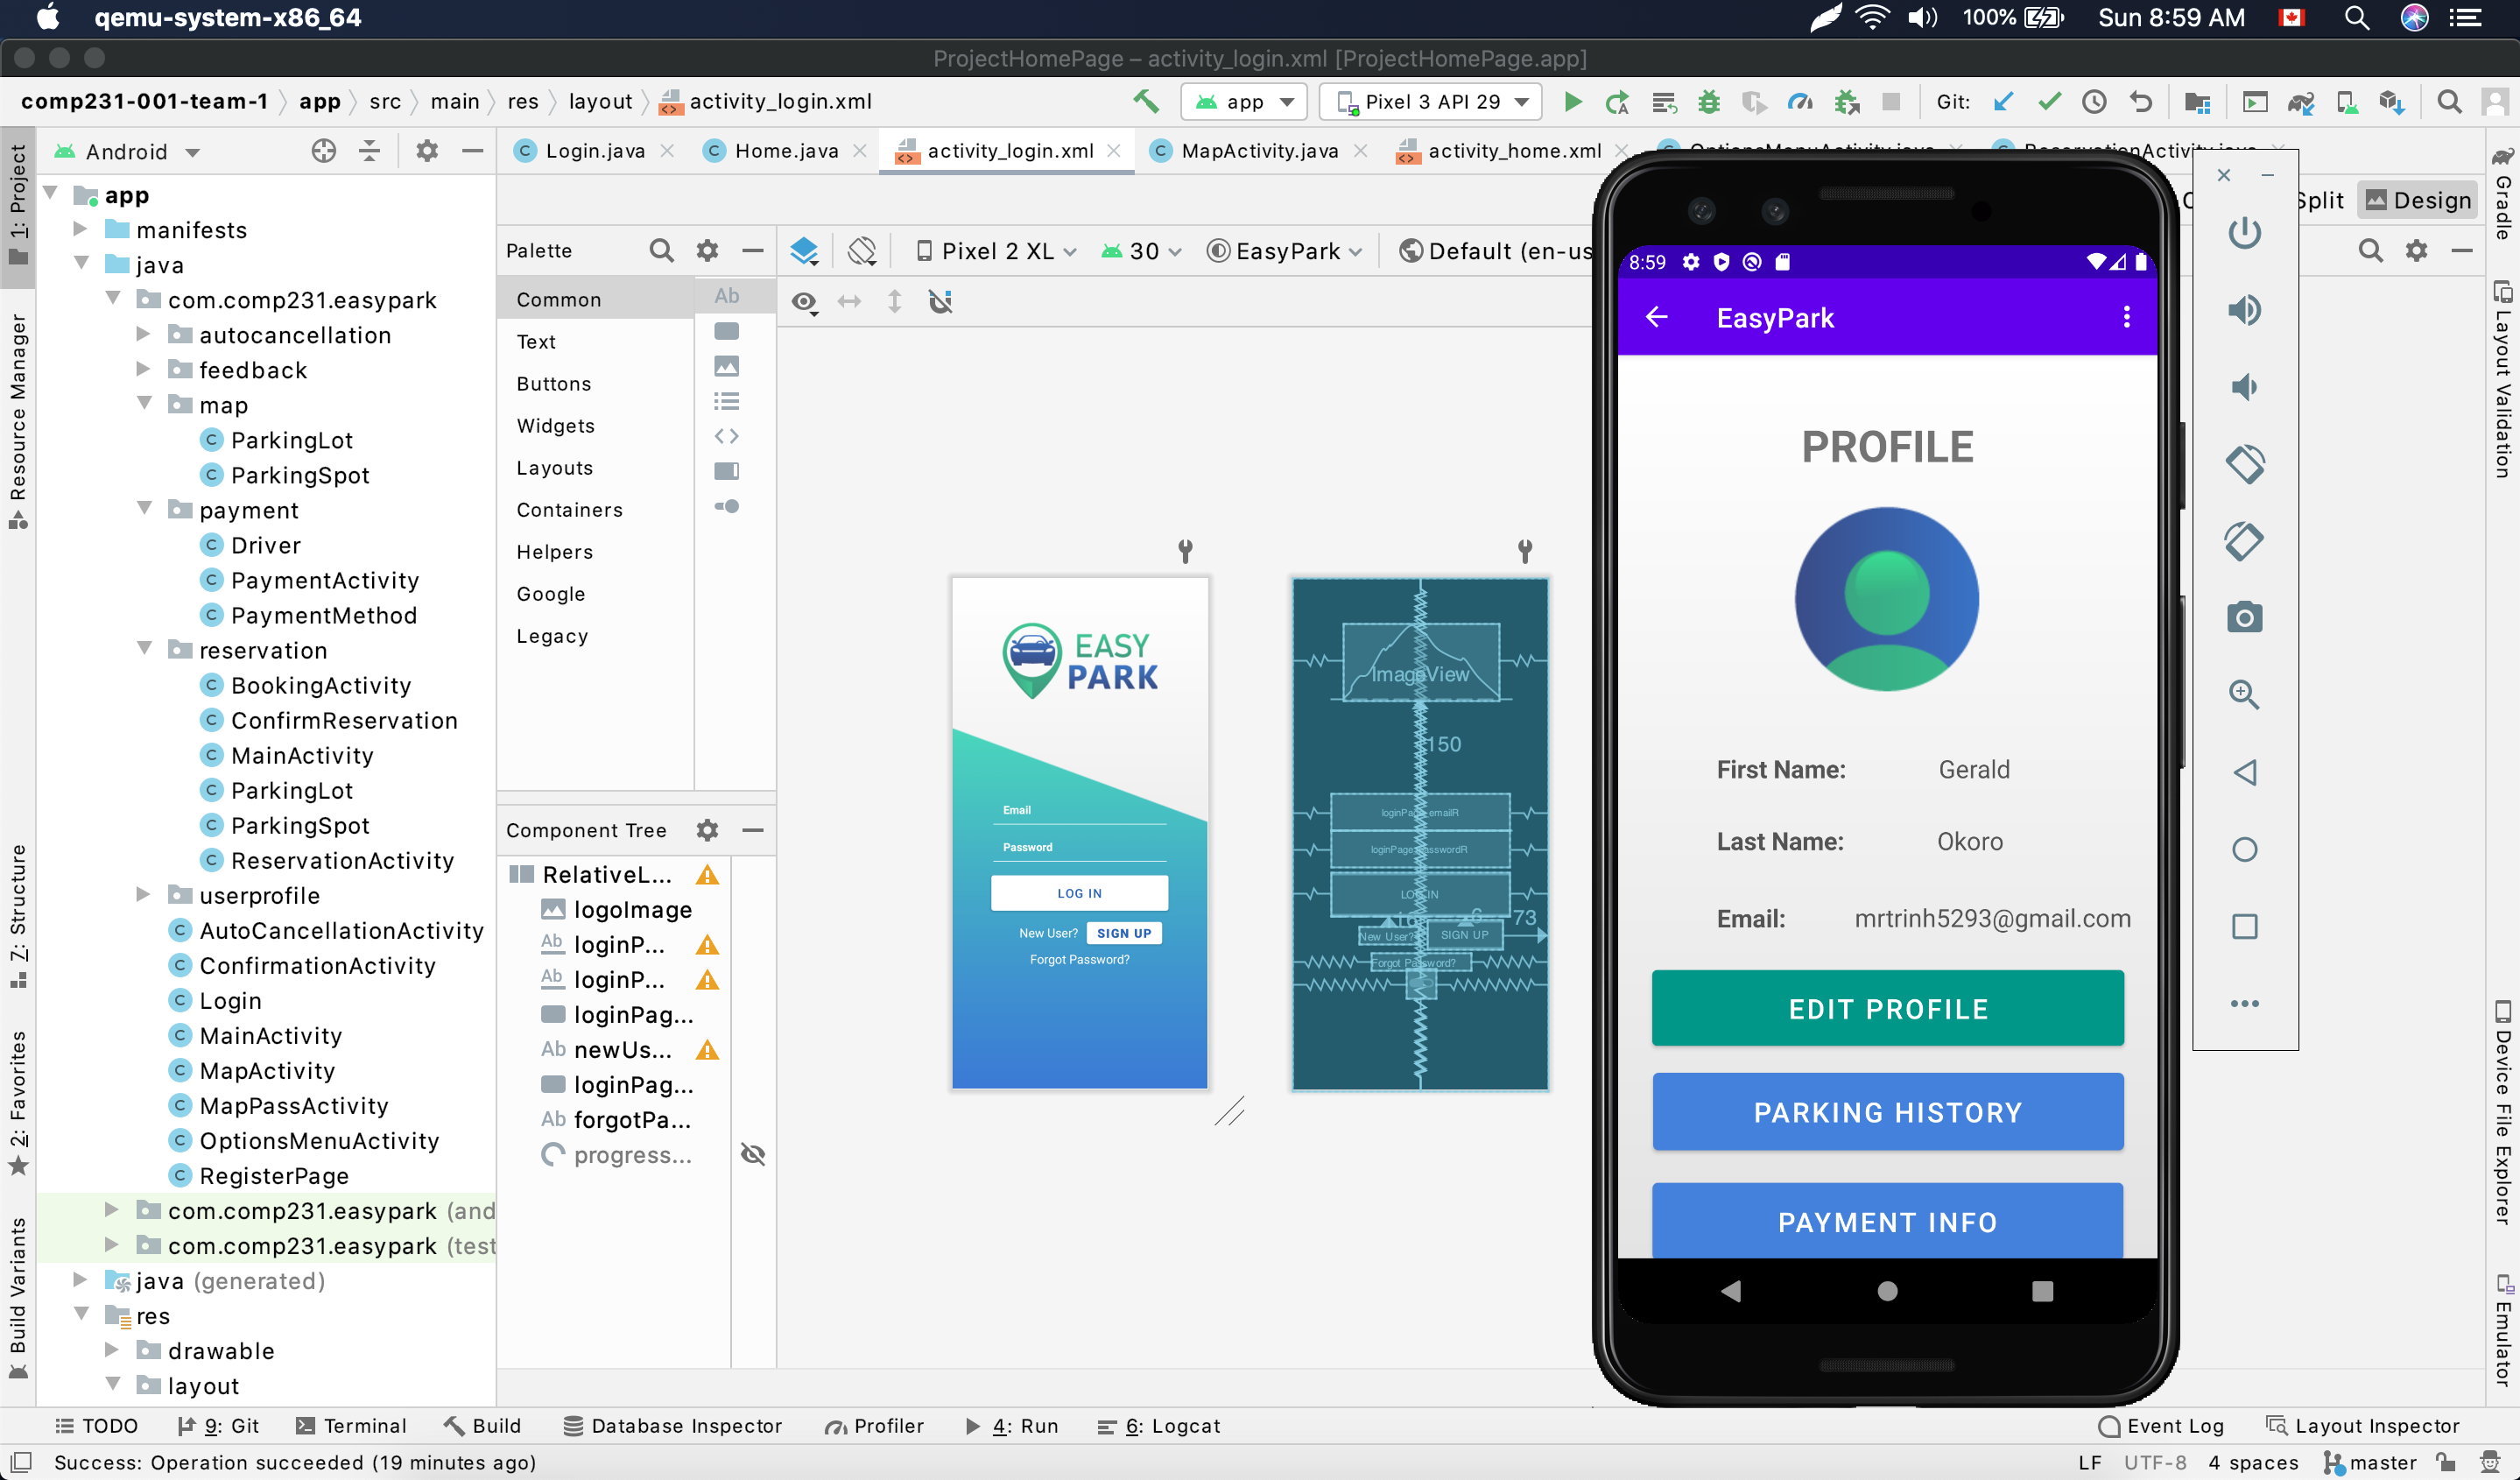 qemu-system-x86_64
100%
Sun 8:59 AM
ProjectHomePage – activity_login.xml [ProjectHomePage.app]
comp231-001-team-1 app src main res layout activity_login.xml
app
Pixel 3 API 29
Git:
1: Project
Resource Manager
7: Structure
2: Favorites
Build Variants
Android
Login.java
Home.java
activity_login.xml
MapActivity.java
activity_home.xml
OptionsMenuActivity.java
ReservationActivity.java
app
manifests
java
com.comp231.easypark
autocancellation
feedback
map
ParkingLot
ParkingSpot
payment
Driver
PaymentActivity
PaymentMethod
reservation
BookingActivity
ConfirmReservation
MainActivity
ParkingLot
ParkingSpot
ReservationActivity
userprofile
AutoCancellationActivity
ConfirmationActivity
Login
MainActivity
MapActivity
MapPassActivity
OptionsMenuActivity
RegisterPage
com.comp231.easypark (and
com.comp231.easypark (test
java (generated)
res
drawable
layout
Palette
Common
Text
Buttons
Widgets
Layouts
Containers
Helpers
Google
Legacy
Ab
Component Tree
RelativeL...
logoImage
Ab loginP...
Ab loginP...
loginPag...
Ab newUs...
loginPag...
Ab forgotPa...
progress...
Pixel 2 XL
30
EasyPark
Default (en-us
Split
Design
EASY
PARK
Email
Password
LOG IN
New User? SIGN UP
Forgot Password?
ImageView
150
LOG IN
73
New User?
SIGN UP
Forgot Password?
8:59
EasyPark
PROFILE
First Name: Gerald
Last Name: Okoro
Email: mrtrinh5293@gmail.com
EDIT PROFILE
PARKING HISTORY
PAYMENT INFO
Gradle
Layout Validation
Device File Explorer
Emulator
TODO
9: Git
Terminal
Build
Database Inspector
Profiler
4: Run
6: Logcat
Event Log
Layout Inspector
Success: Operation succeeded (19 minutes ago)
LF UTF-8 4 spaces master